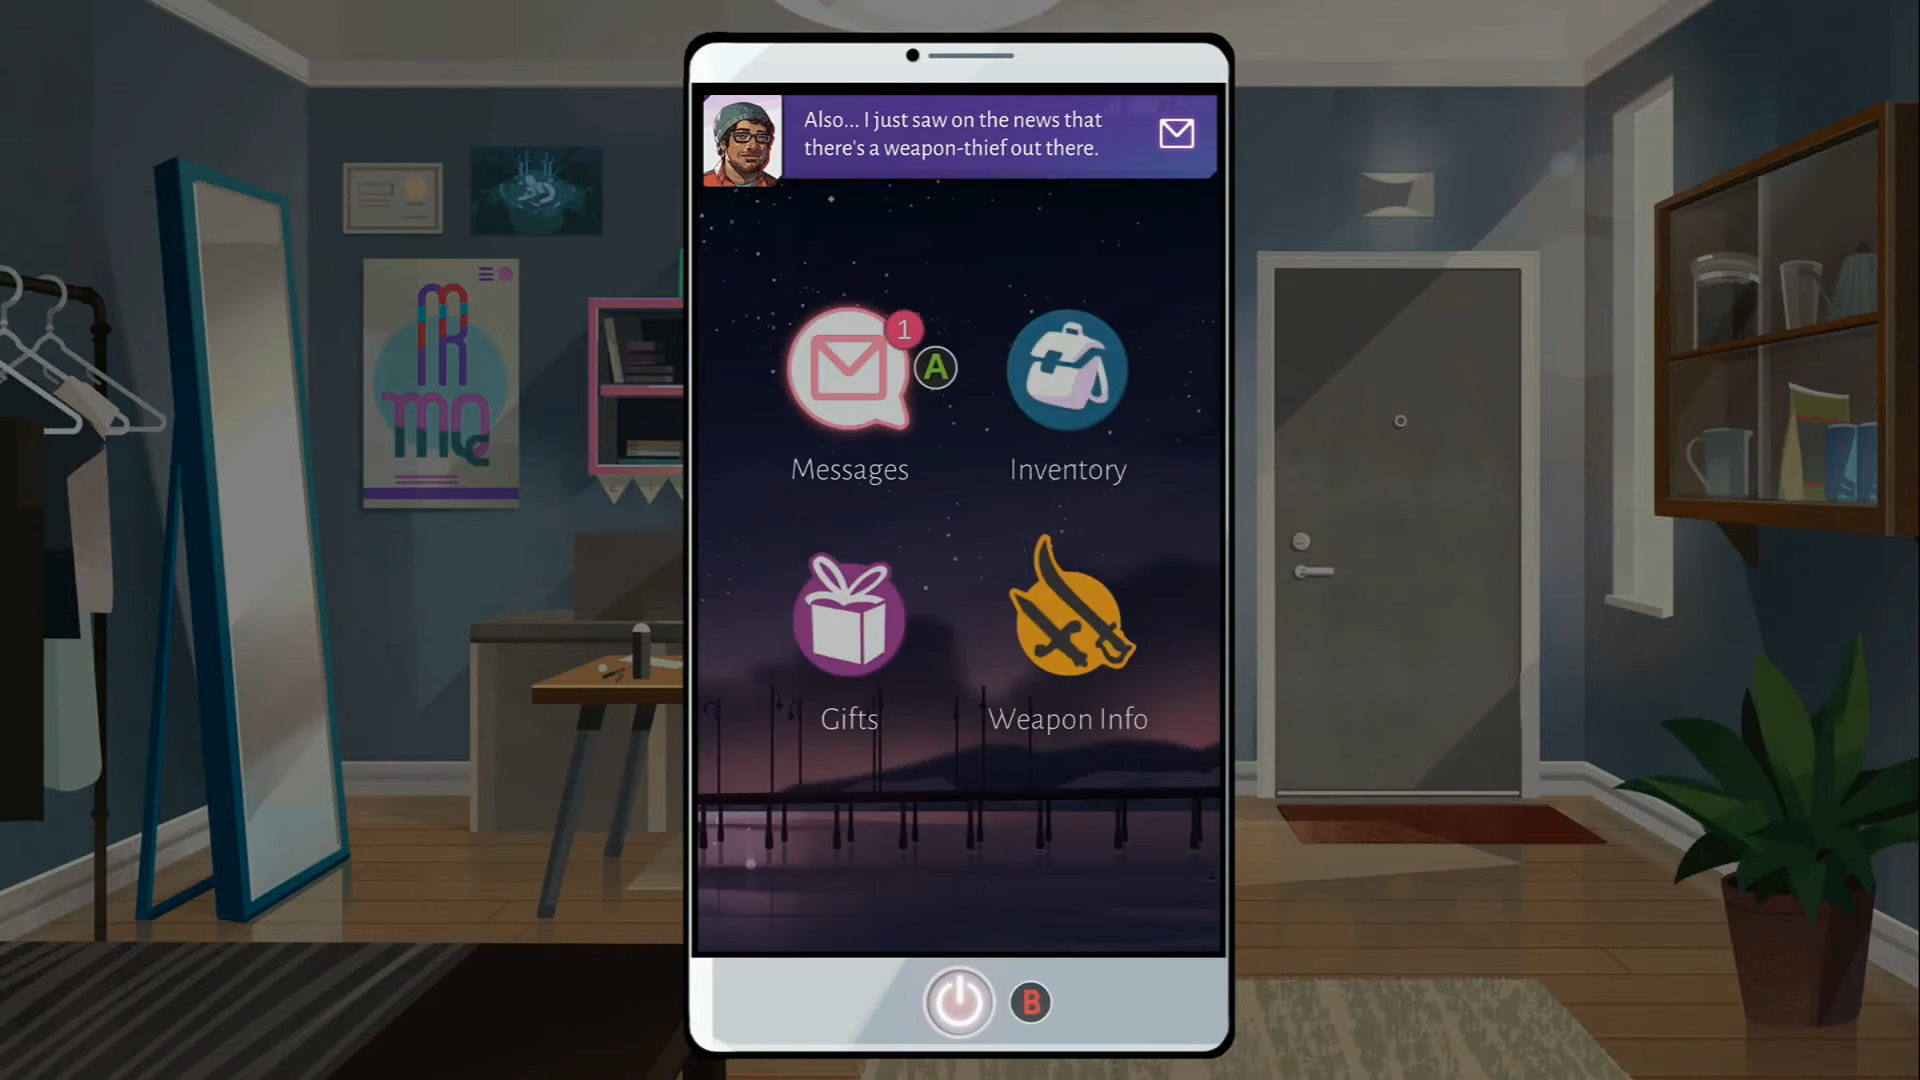 Also... I just saw on the news that
there's a weapon-thief out there.
1
A
Messages
Inventory
Gifts
Weapon Info
B